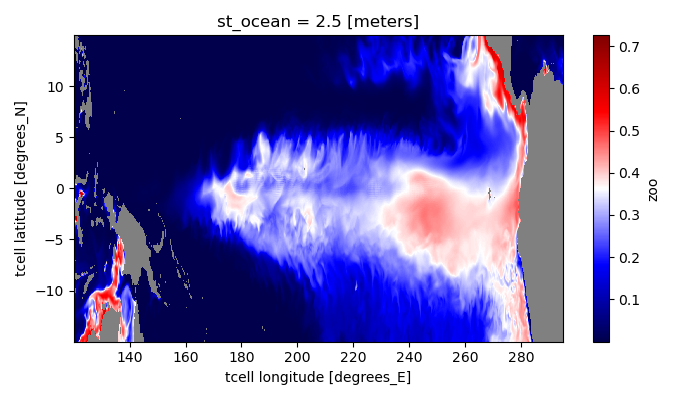 st_ocean = 2.5 [meters]
10
5
0
−5
−10
tcell latitude [degrees_N]
140 160 180 200 220 240 260 280
tcell longitude [degrees_E]
0.7
0.6
0.5
0.4
0.3
0.2
0.1
zoo